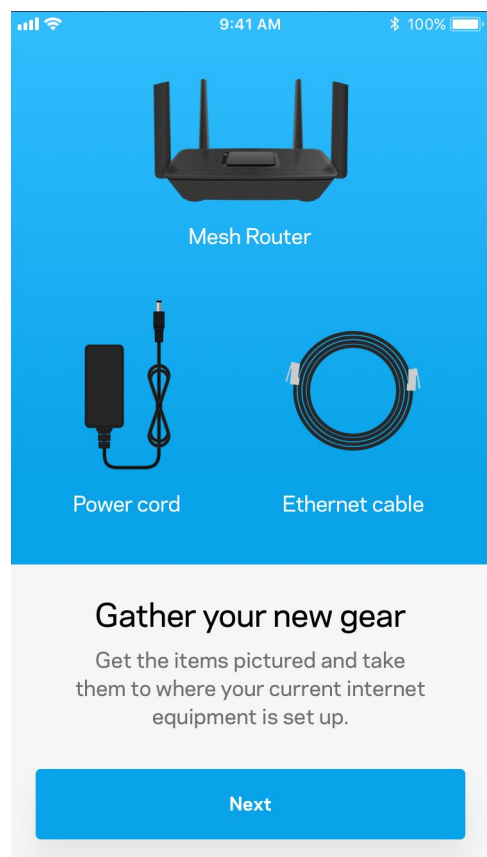 9:41 AM
100%
Mesh Router
Power cord
Ethernet cable
Gather your new gear
Get the items pictured and take
them to where your current internet
equipment is set up.
Next